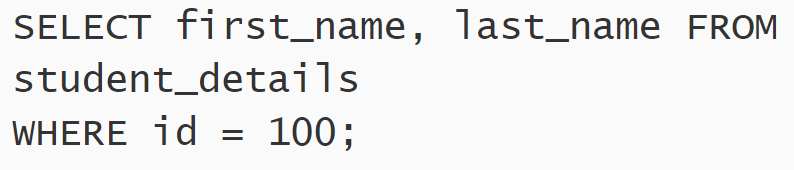 SELECT first_name, last_name FROM
student_details
WHERE id = 100;